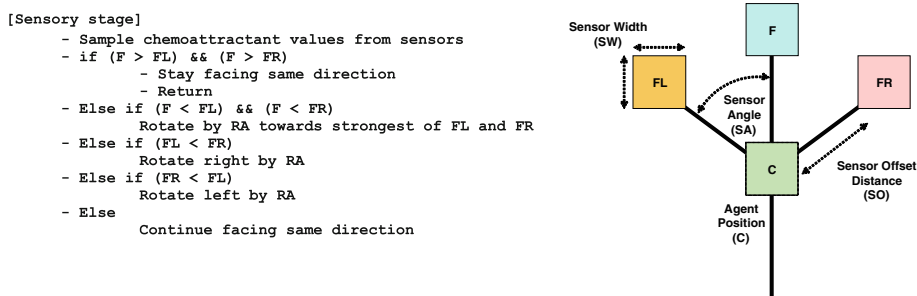 [Sensory stage]
- Sample chemoattractant values from sensors
- if (F > FL) && (F > FR)
- Stay facing same direction
- Return
- Else if (F < FL) && (F < FR)
Rotate by RA towards strongest of FL and FR
- Else if (FL < FR)
Rotate right by RA
- Else if (FR < FL)
Rotate left by RA
- Else
Continue facing same direction
Sensor Width
(SW)
F
FL
FR
Sensor
Angle
(SA)
C
Sensor Offset
Distance
(SO)
Agent
Position
(C)